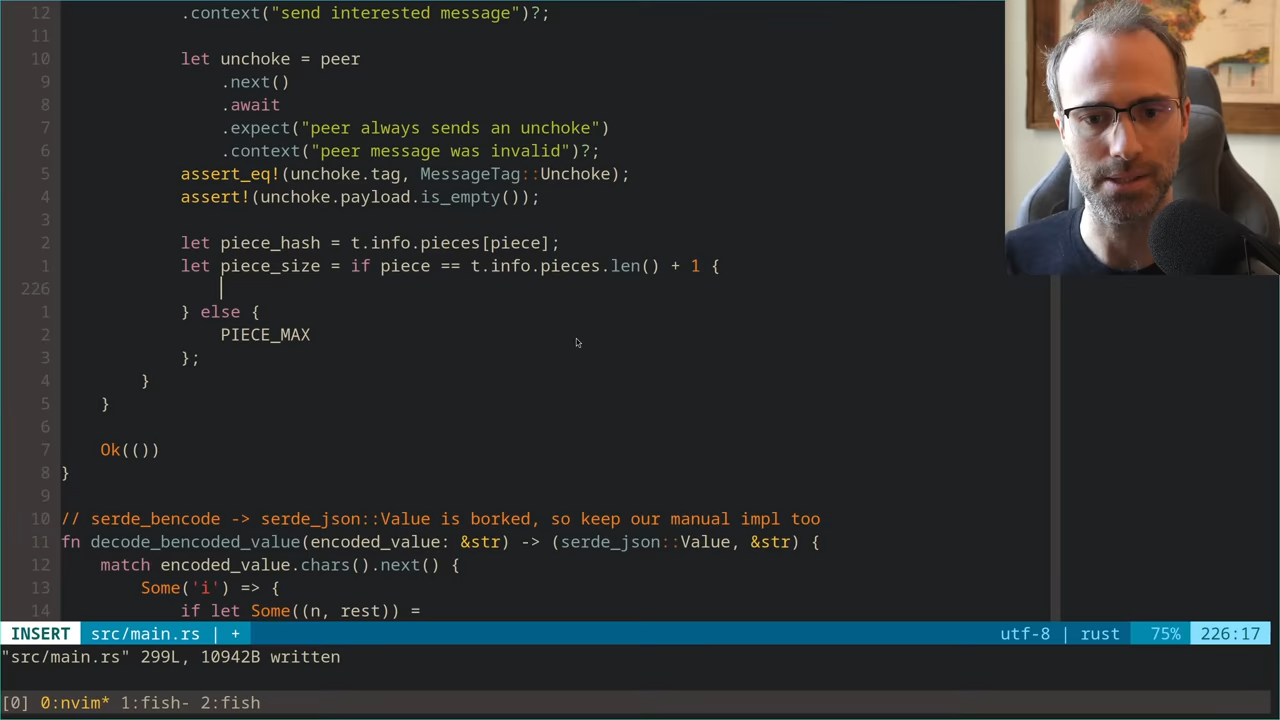 12 .context("send interested message")?;
11
10 let unchoke = peer
9 .next()
8 .await
7 .expect("peer always sends an unchoke")
6 .context("peer message was invalid")?;
5 assert_eq!(unchoke.tag, MessageTag::Unchoke);
4 assert!(unchoke.payload.is_empty());
3
2 let piece_hash = t.info.pieces[piece];
1 let piece_size = if piece == t.info.pieces.len() + 1 {
226
1 } else {
2 PIECE_MAX
3 };
4 }
5 }
6
7 Ok(())
8 }
9
10 // serde_bencode -> serde_json::Value is borked, so keep our manual impl too
11 fn decode_bencoded_value(encoded_value: &str) -> (serde_json::Value, &str) {
12 match encoded_value.chars().next() {
13 Some('i') => {
14 if let Some((n, rest)) =
INSERT src/main.rs | + utf-8 | rust 75% 226:17
"src/main.rs" 299L, 10942B written
[0] 0:nvim* 1:fish- 2:fish